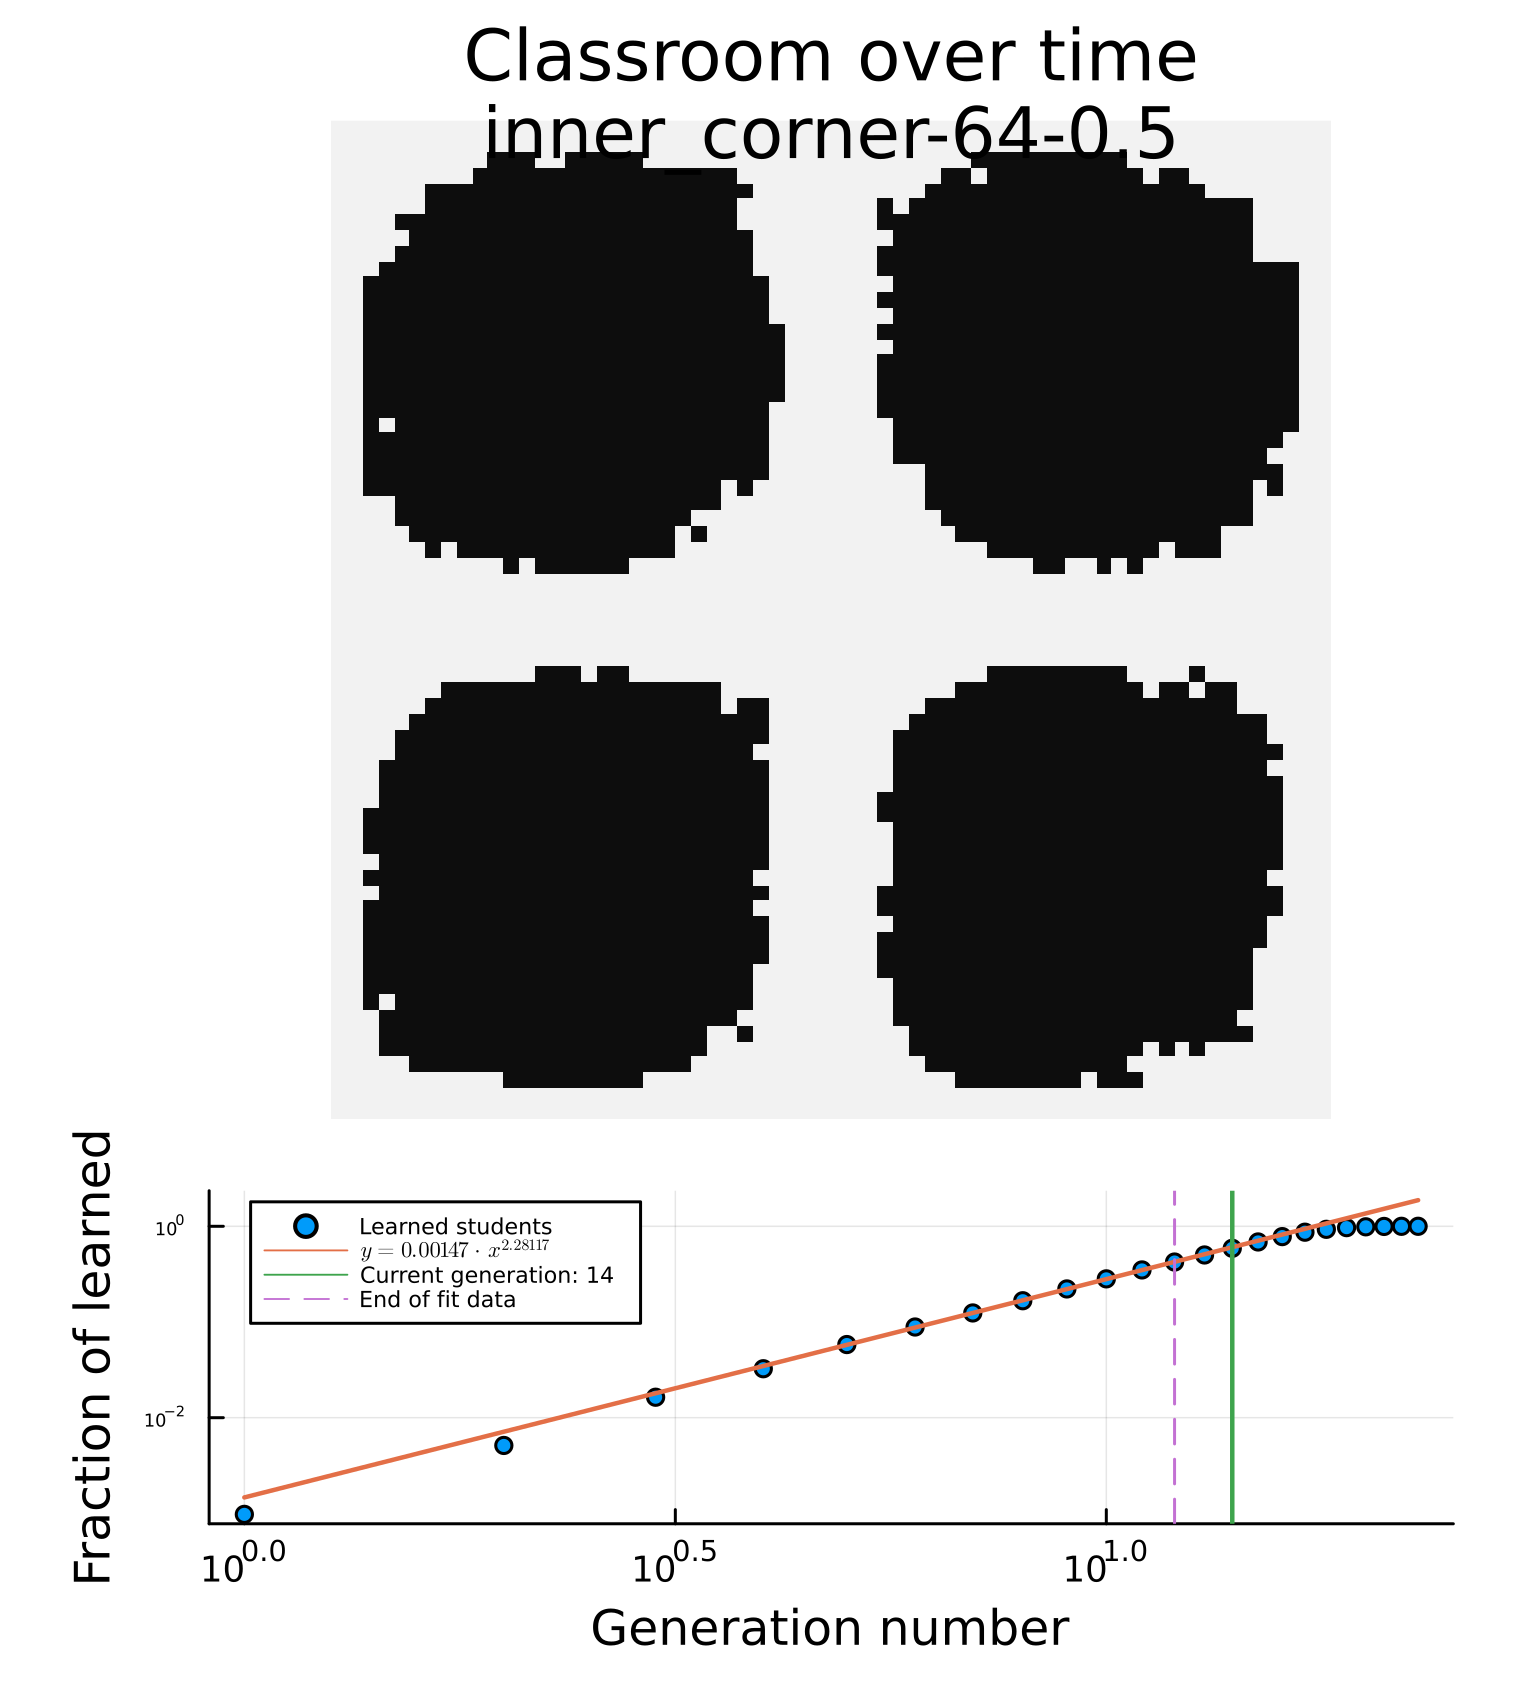 Classroom over time
inner_corner-64-0.5
Fraction of learned
10^0
10^−2
Learned students
y = 0.00147 · x^2.28117
Current generation: 14
End of fit data
10^0.0
10^0.5
10^1.0
Generation number